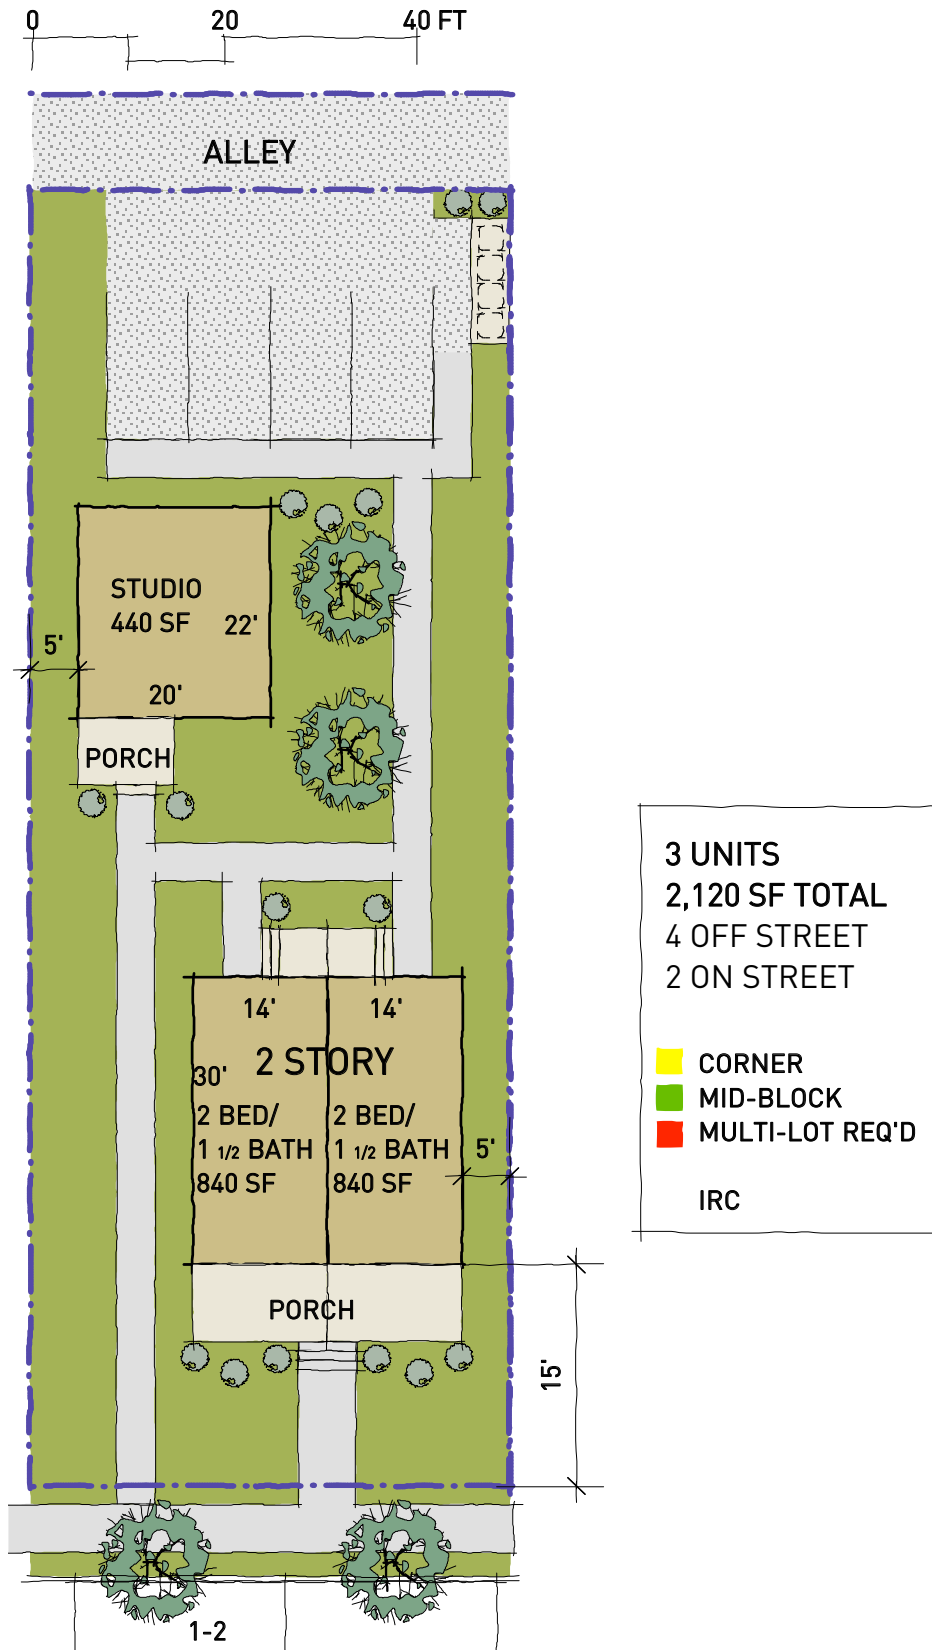 0 20 40 FT
ALLEY
STUDIO
440 SF
22'
5'
20'
PORCH
14' 14'
2 STORY
30'
2 BED/ 2 BED/
1 1/2 BATH 1 1/2 BATH
840 SF 840 SF
5'
PORCH
15'
1-2
3 UNITS
2,120 SF TOTAL
4 OFF STREET
2 ON STREET
CORNER
MID-BLOCK
MULTI-LOT REQ'D
IRC